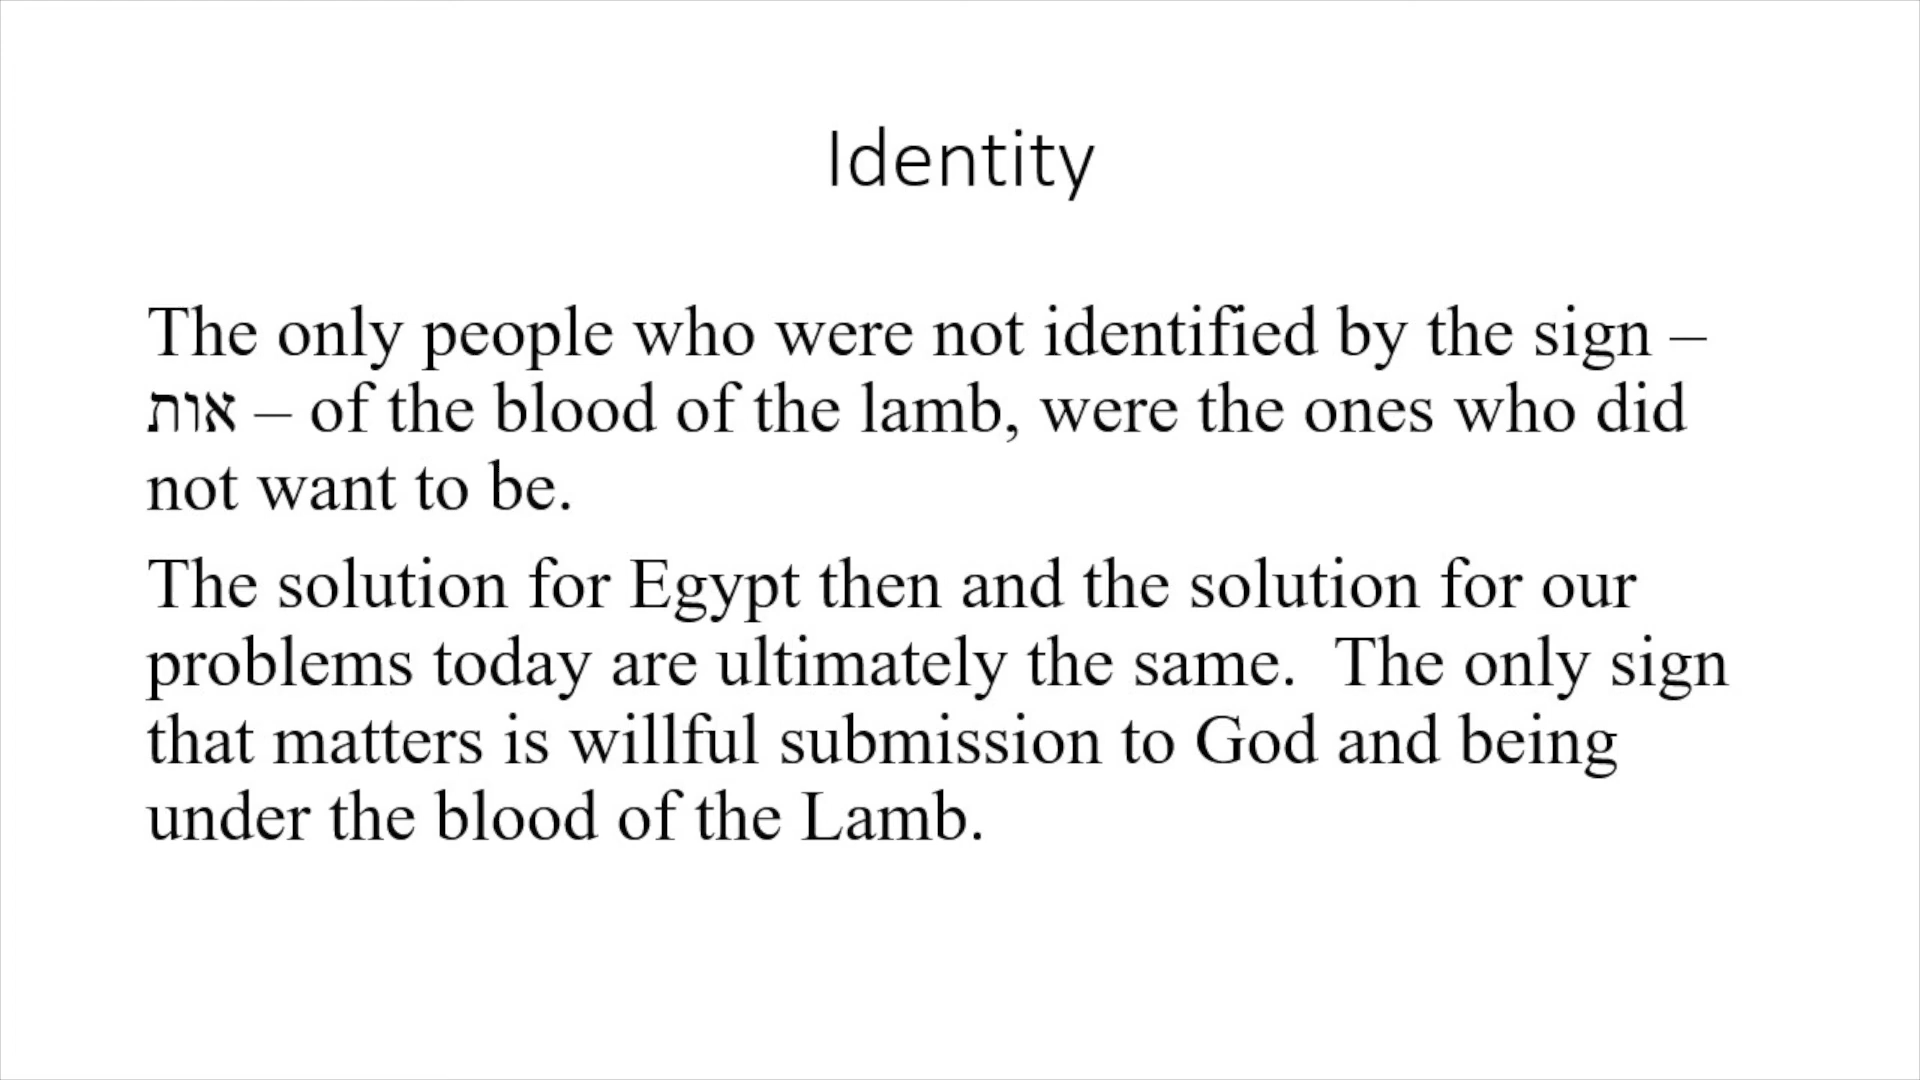 Identity
The only people who were not identified by the sign –
אות – of the blood of the lamb, were the ones who did
not want to be.
The solution for Egypt then and the solution for our
problems today are ultimately the same.  The only sign
that matters is willful submission to God and being
under the blood of the Lamb.